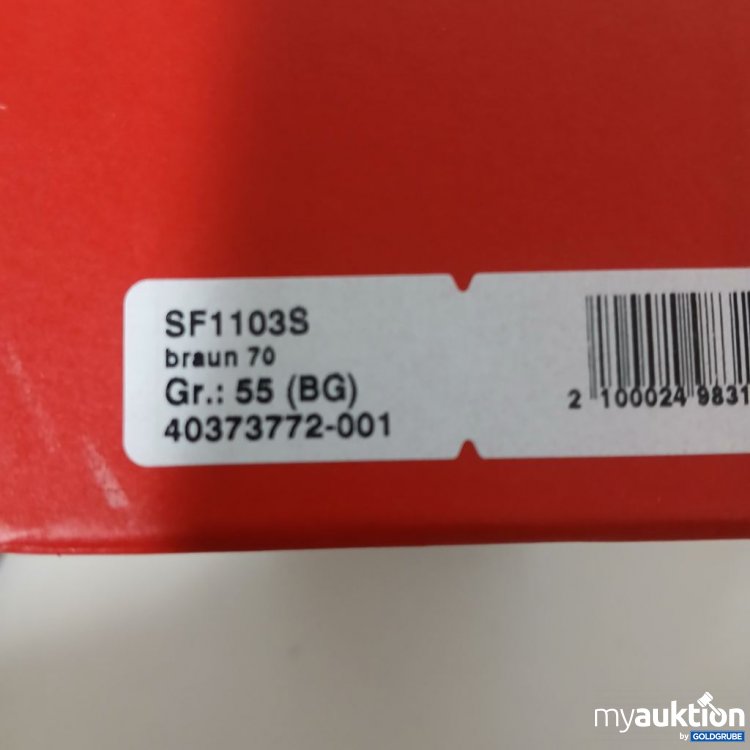 SF1103S
braun 70
Gr.: 55 (BG)
40373772-001
2 100024 9831
myauktion
by GOLDGRUBE